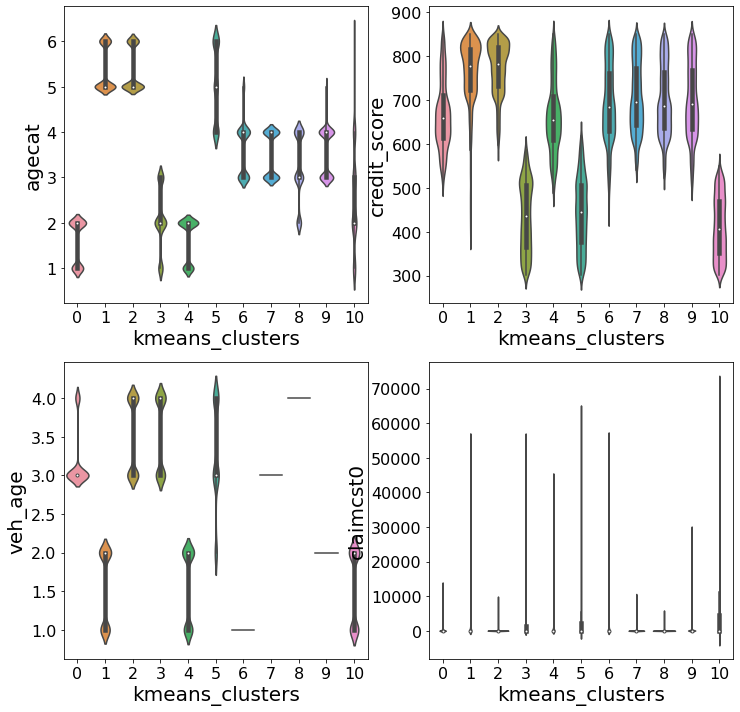 6
5
4
3
2
1
agecat
0 1 2 3 4 5 6 7 8 9 10
kmeans_clusters
900
800
700
600
500
400
300
credit_score
0 1 2 3 4 5 6 7 8 9 10
kmeans_clusters
4.0
3.5
3.0
2.5
2.0
1.5
1.0
veh_age
0 1 2 3 4 5 6 7 8 9 10
kmeans_clusters
70000
60000
50000
40000
30000
20000
10000
0
claimcst0
0 1 2 3 4 5 6 7 8 9 10
kmeans_clusters